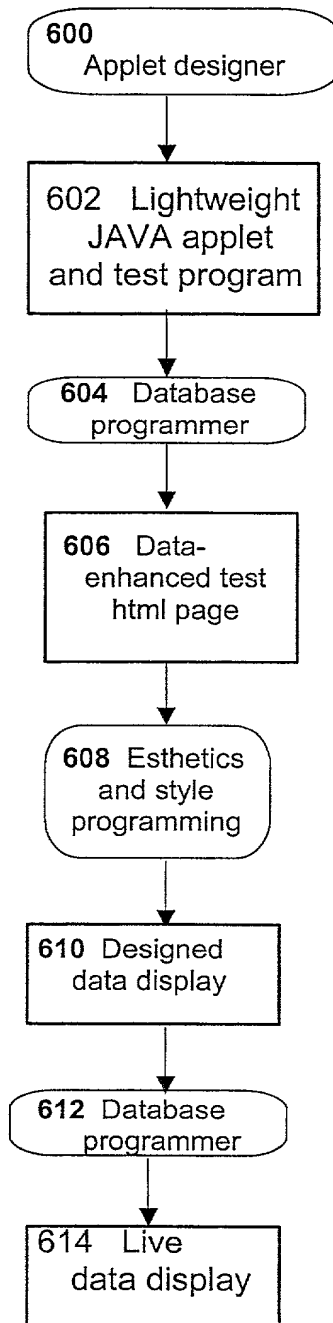 600
Applet designer
602 Lightweight
JAVA applet
and test program
604 Database
programmer
606 Data-
enhanced test
html page
608 Esthetics
and style
programming
610 Designed
data display
612 Database
programmer
614 Live
data display